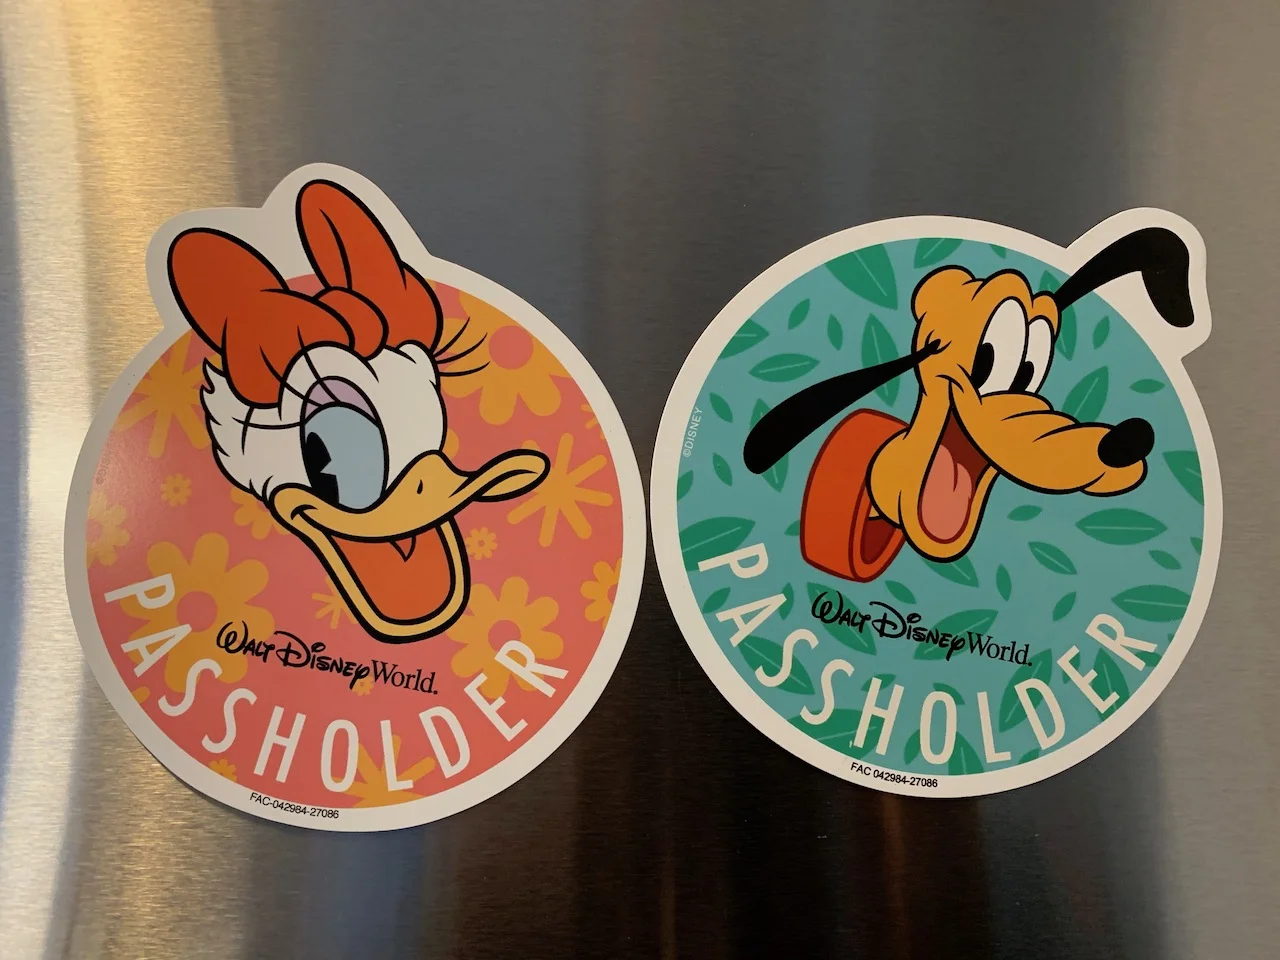 WALT DISNEY World.
PASSHOLDER
FAC-042984-27086
©DISNEY
WALT DISNEY World.
PASSHOLDER
FAC 042984-27086